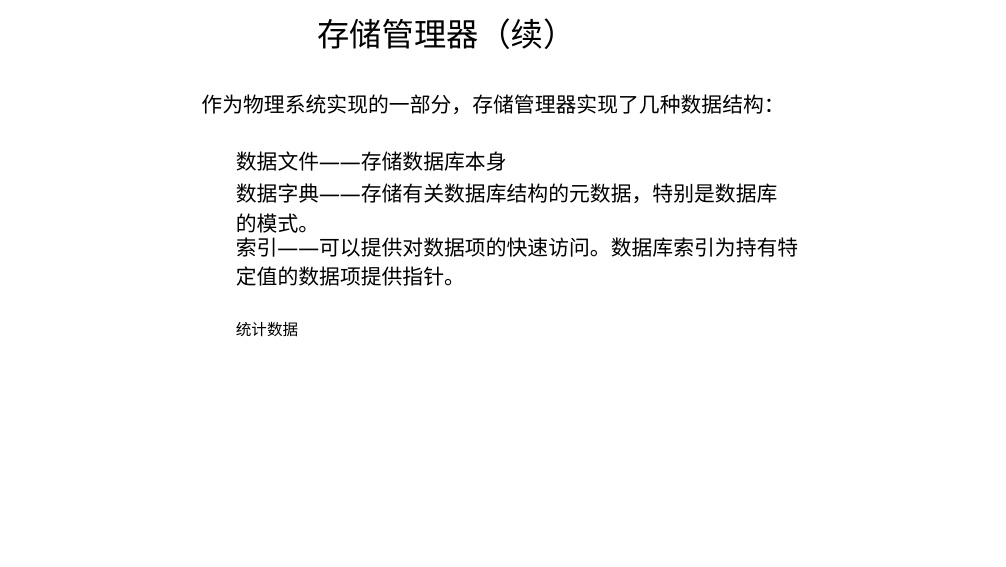 存储管理器（续）
作为物理系统实现的一部分，存储管理器实现了几种数据结构：
数据文件——存储数据库本身
数据字典——存储有关数据库结构的元数据，特别是数据库
的模式。
索引——可以提供对数据项的快速访问。数据库索引为持有特
定值的数据项提供指针。
统计数据